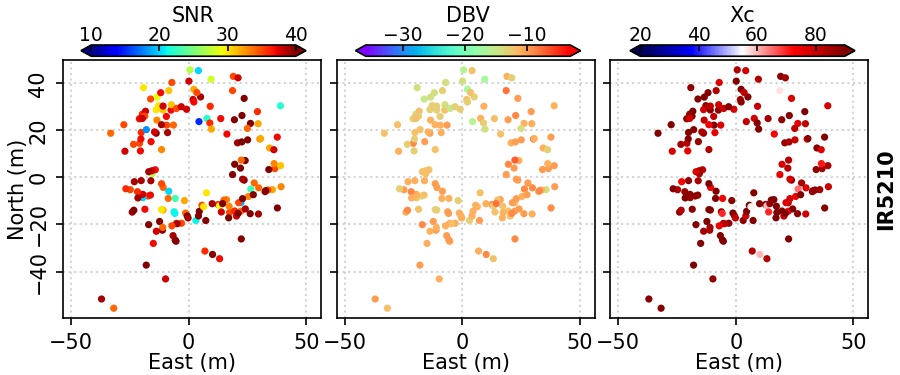 SNR DBV Xc
10 20 30 40 −30 −20 −10 20 40 60 80
40
20
0
−20
−40
North (m)
IR5210
−50 0 50 −50 0 50 −50 0 50
East (m) East (m) East (m)